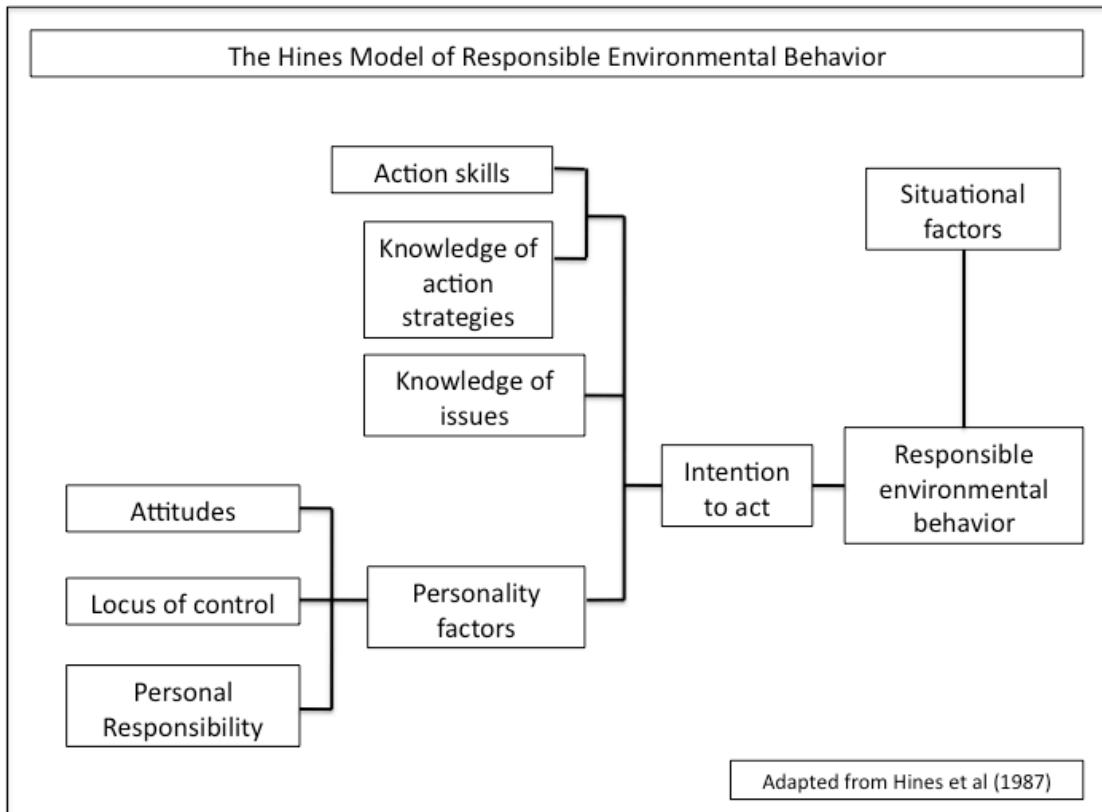 The Hines Model of Responsible Environmental Behavior
Action skills
Situational
factors
Knowledge of
action
strategies
Knowledge of
issues
Intention
to act
Responsible
environmental
behavior
Attitudes
Locus of control
Personality
factors
Personal
Responsibility
Adapted from Hines et al (1987)